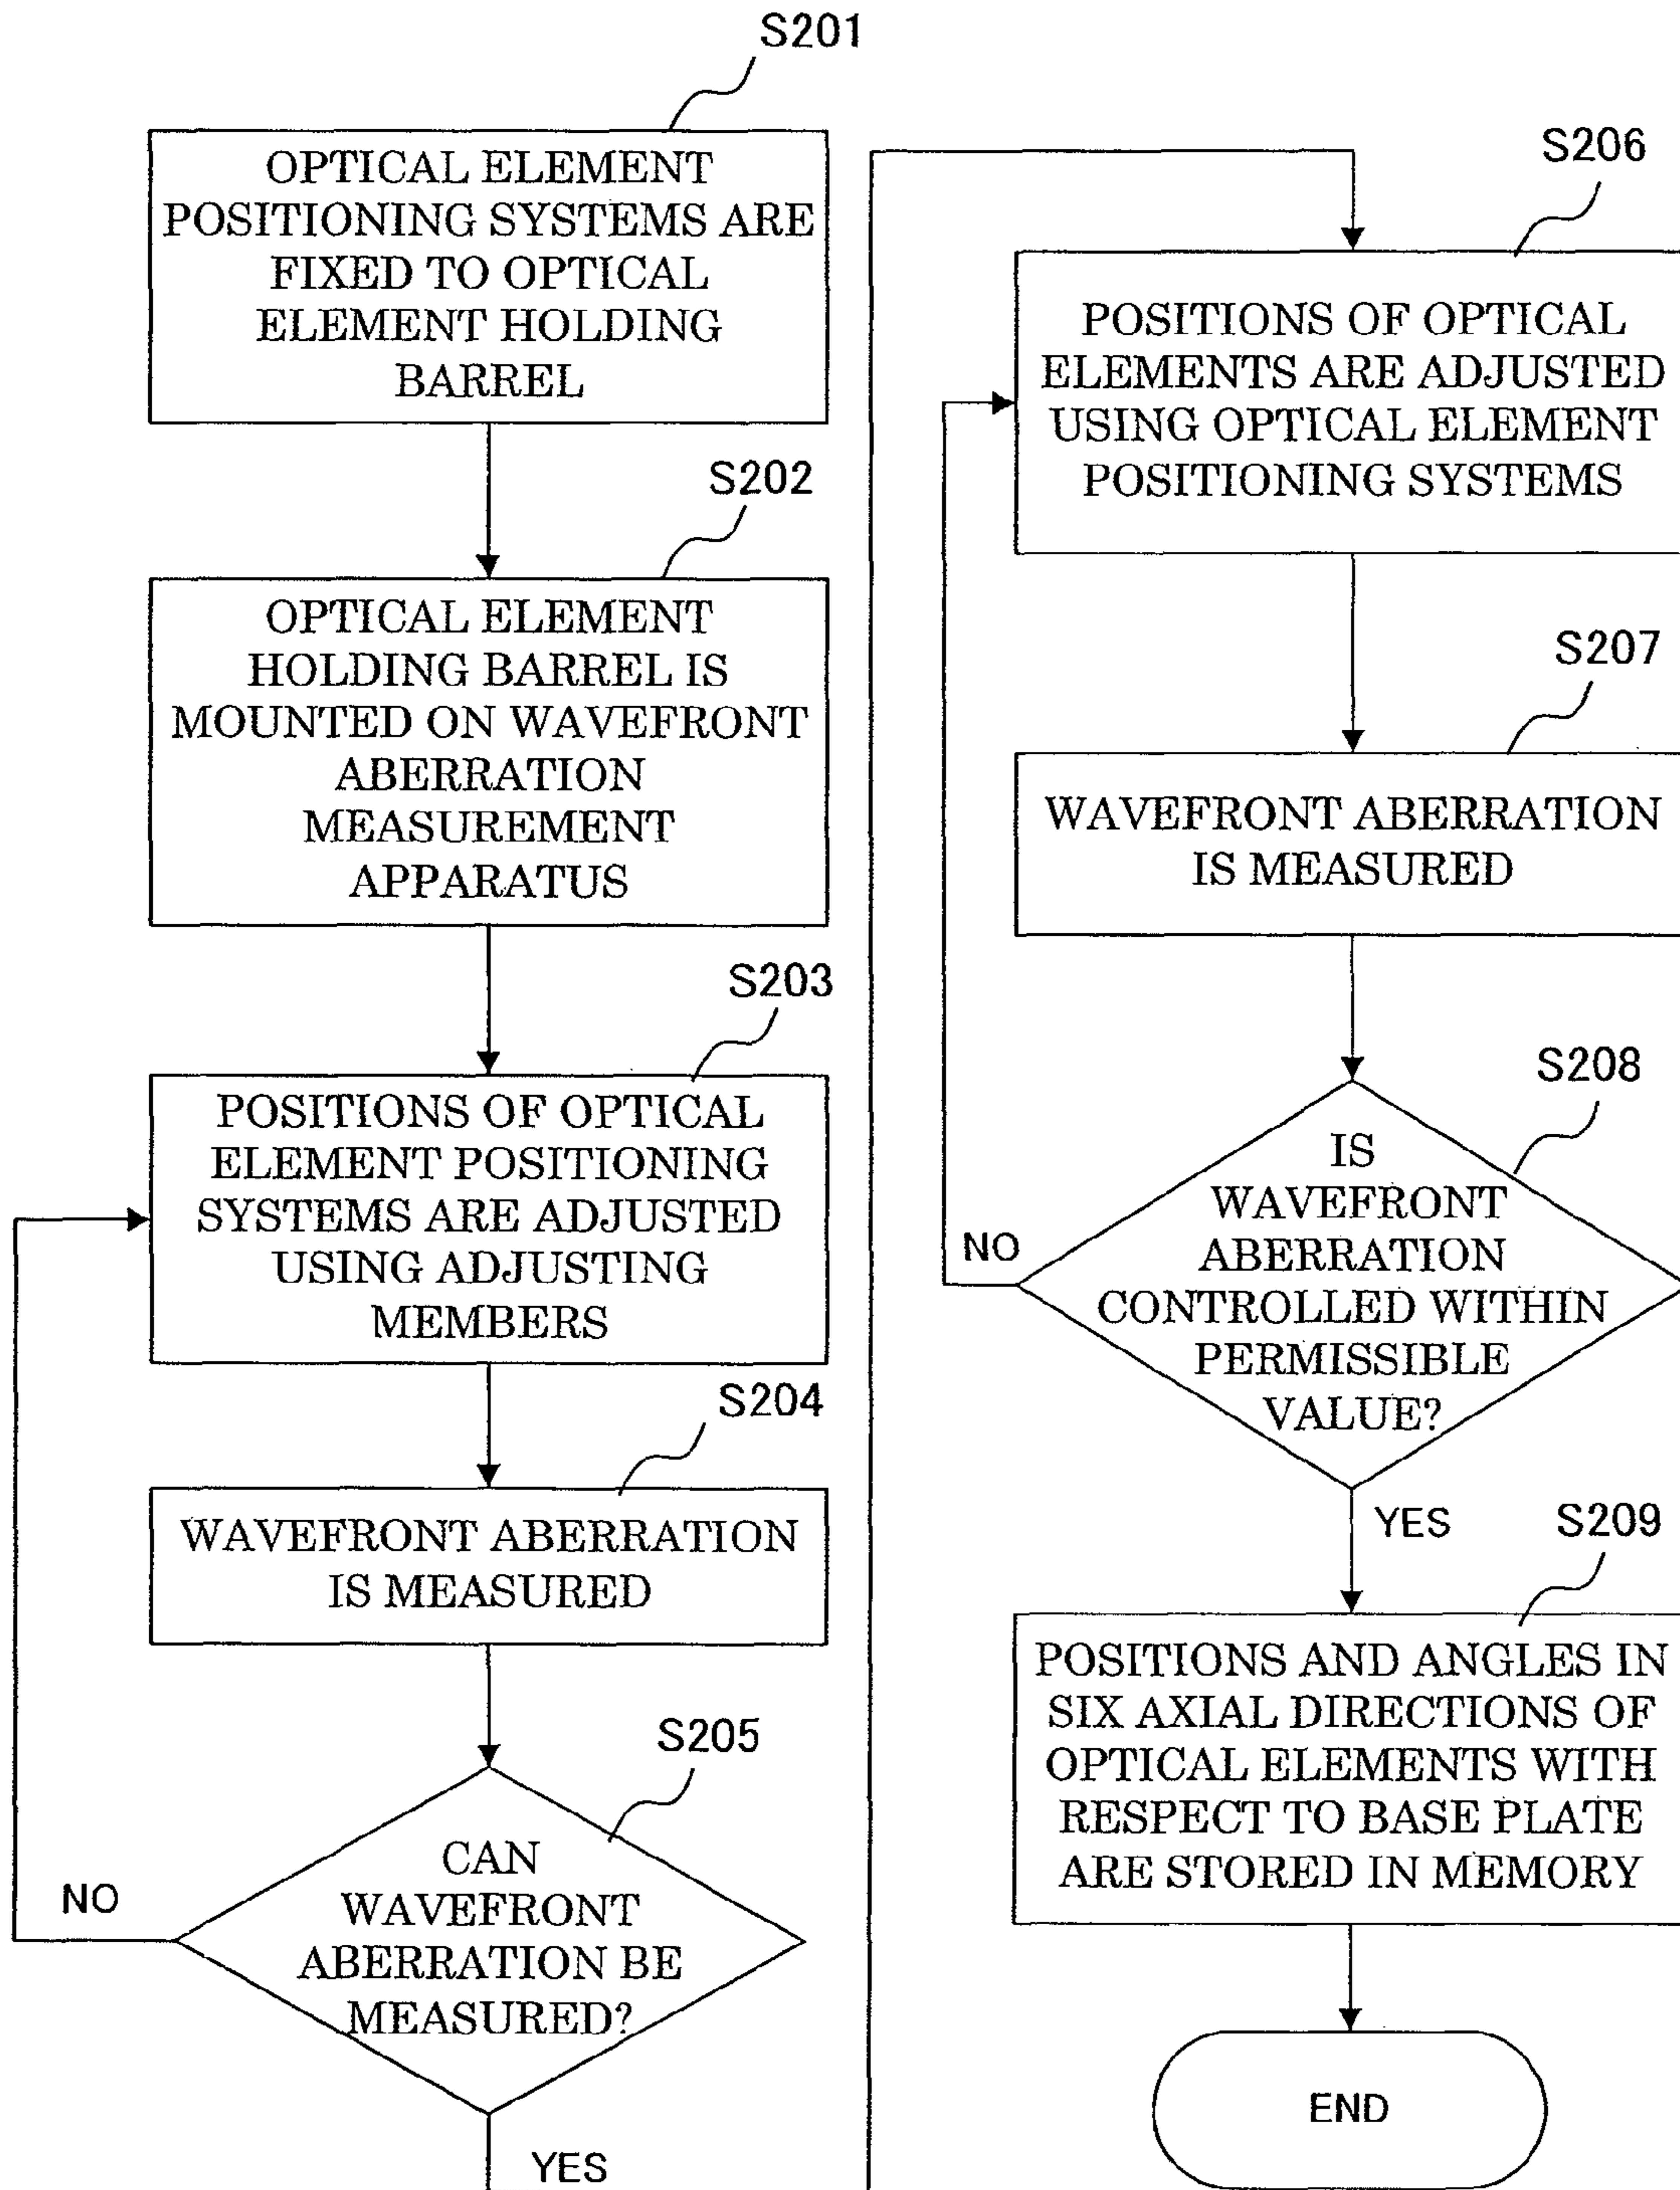 S201
OPTICAL ELEMENT
POSITIONING SYSTEMS ARE
FIXED TO OPTICAL
ELEMENT HOLDING
BARREL
S202
OPTICAL ELEMENT
HOLDING BARREL IS
MOUNTED ON WAVEFRONT
ABERRATION
MEASUREMENT
APPARATUS
S203
POSITIONS OF OPTICAL
ELEMENT POSITIONING
SYSTEMS ARE ADJUSTED
USING ADJUSTING
MEMBERS
S204
WAVEFRONT ABERRATION
IS MEASURED
S205
CAN
WAVEFRONT
ABERRATION BE
MEASURED?
NO
YES
S206
POSITIONS OF OPTICAL
ELEMENTS ARE ADJUSTED
USING OPTICAL ELEMENT
POSITIONING SYSTEMS
S207
WAVEFRONT ABERRATION
IS MEASURED
S208
IS
WAVEFRONT
ABERRATION
CONTROLLED WITHIN
PERMISSIBLE
VALUE?
NO
YES
S209
POSITIONS AND ANGLES IN
SIX AXIAL DIRECTIONS OF
OPTICAL ELEMENTS WITH
RESPECT TO BASE PLATE
ARE STORED IN MEMORY
END